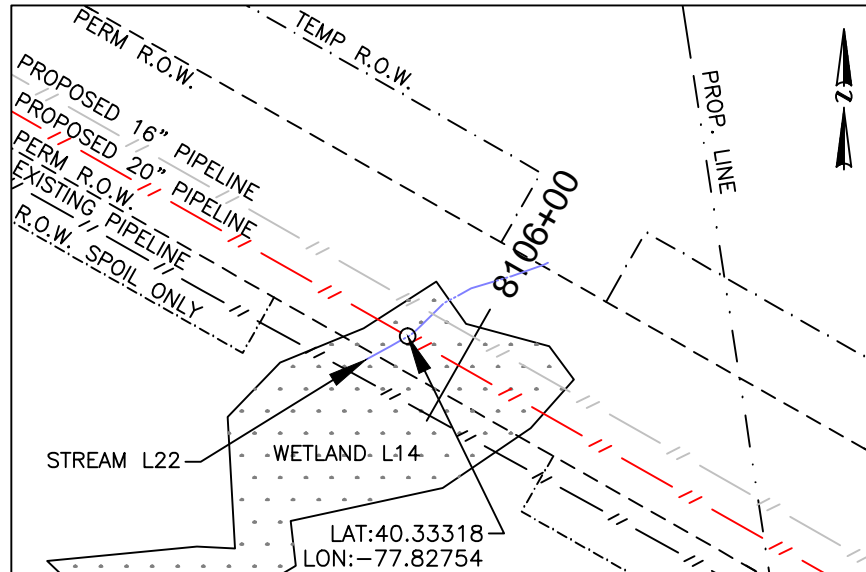 PERM R.O.W.
TEMP R.O.W.
PROP. LINE
N
PROPOSED 16" PIPELINE
PROPOSED 20" PIPELINE
PERM R.O.W.
EXISTING PIPELINE
R.O.W. SPOIL ONLY
8106+00
STREAM L22
WETLAND L14
LAT:40.33318
LON:-77.82754